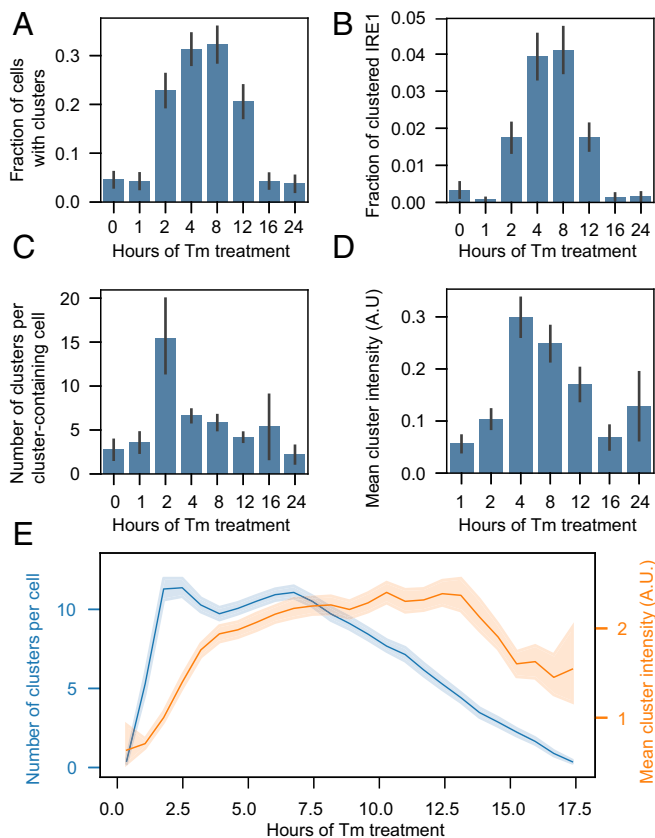 A
Fraction of cells
with clusters
0.3
0.2
0.1
0.0
0 1 2 4 8 12 16 24
Hours of Tm treatment
B
Fraction of clustered IRE1
0.05
0.04
0.03
0.02
0.01
0.00
0 1 2 4 8 12 16 24
Hours of Tm treatment
C
Number of clusters per
cluster-containing cell
20
15
10
5
0
0 1 2 4 8 12 16 24
Hours of Tm treatment
D
Mean cluster intensity (A.U)
0.3
0.2
0.1
0.0
1 2 4 8 12 16 24
Hours of Tm treatment
E
Number of clusters per cell
10
5
0
Mean cluster intensity (A.U.)
2
1
0.0 2.5 5.0 7.5 10.0 12.5 15.0 17.5
Hours of Tm treatment